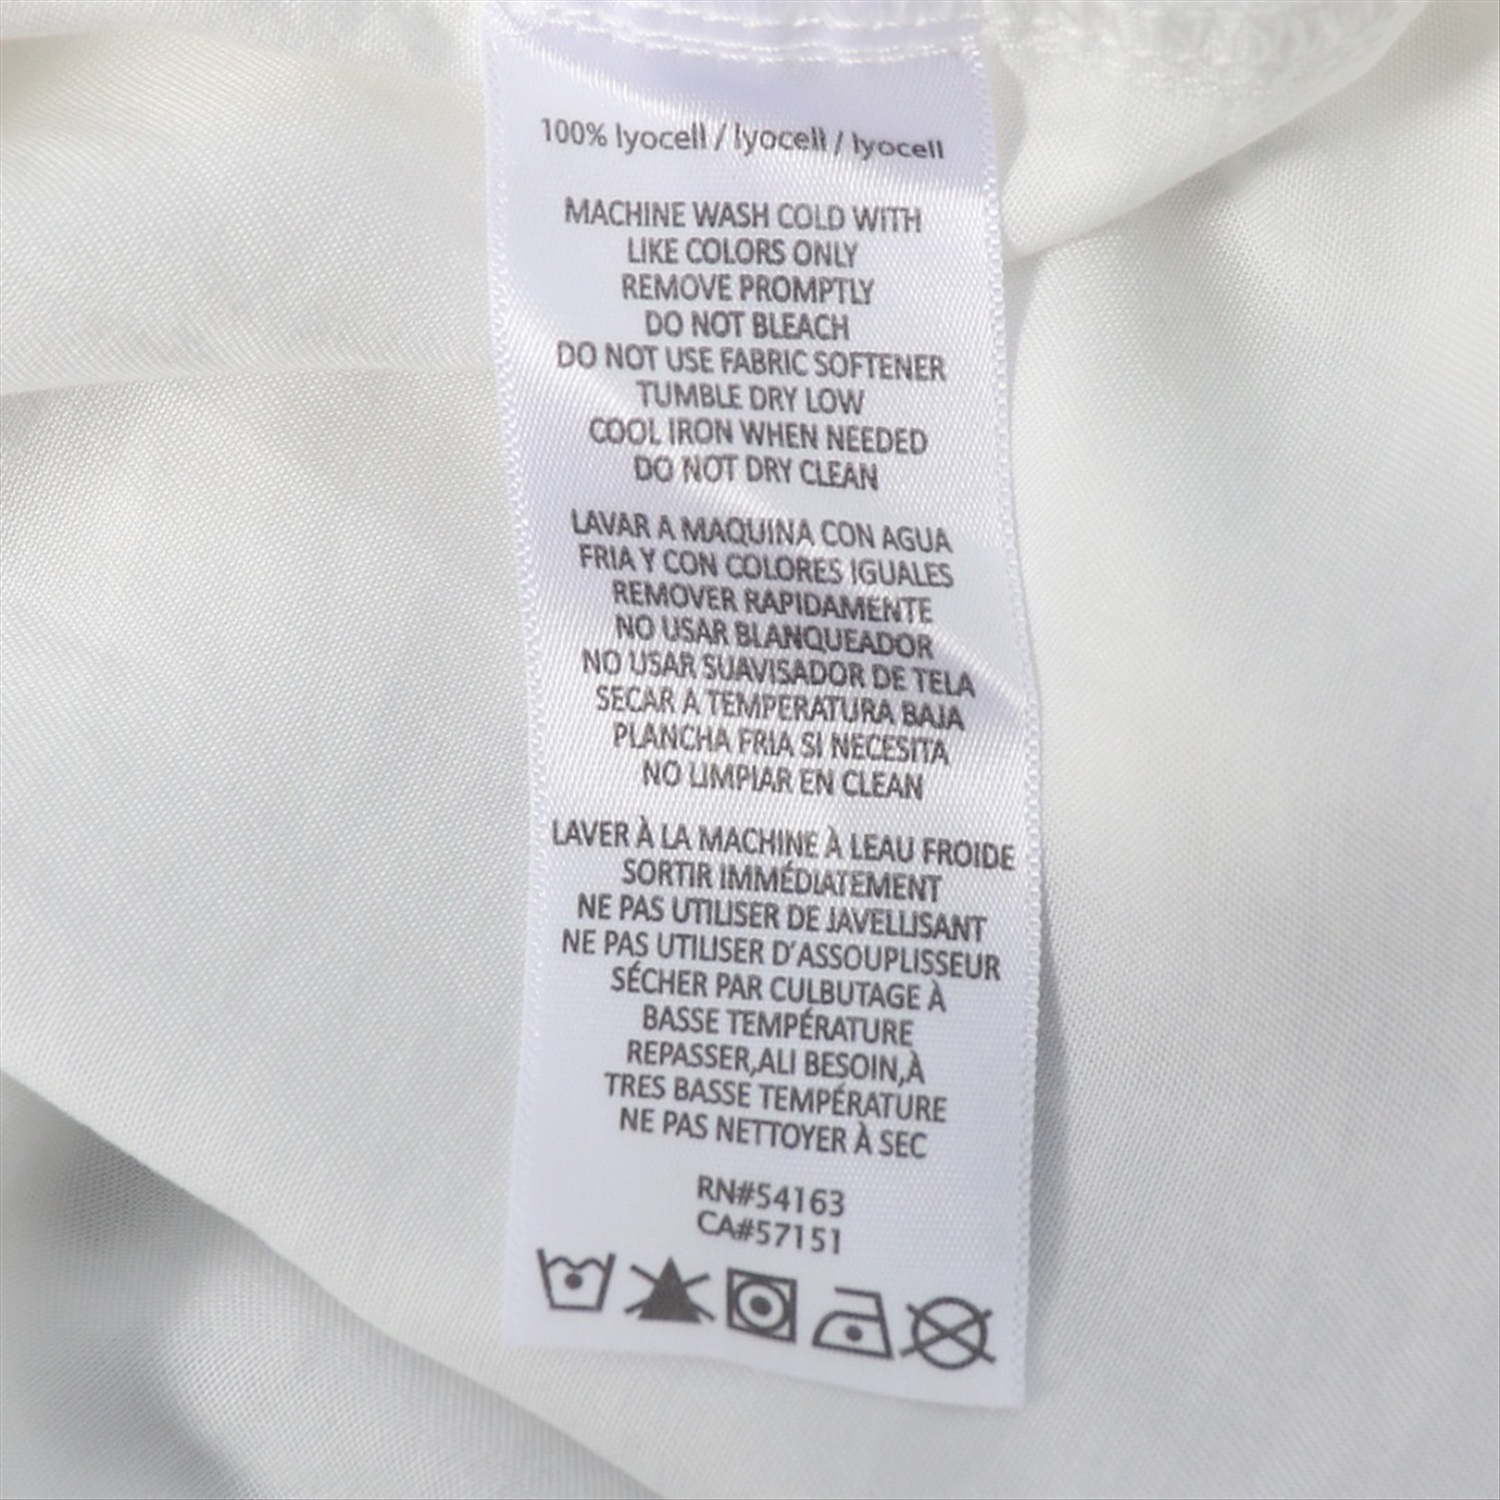 100% lyocell / lyocell / lyocell
MACHINE WASH COLD WITH
LIKE COLORS ONLY
REMOVE PROMPTLY
DO NOT BLEACH
DO NOT USE FABRIC SOFTENER
TUMBLE DRY LOW
COOL IRON WHEN NEEDED
DO NOT DRY CLEAN
LAVAR A MAQUINA CON AGUA
FRIA Y CON COLORES IGUALES
REMOVER RAPIDAMENTE
NO USAR BLANQUEADOR
NO USAR SUAVISADOR DE TELA
SECAR A TEMPERATURA BAJA
PLANCHA FRIA SI NECESITA
NO LIMPIAR EN CLEAN
LAVER À LA MACHINE À LEAU FROIDE
SORTIR IMMÉDIATEMENT
NE PAS UTILISER DE JAVELLISANT
NE PAS UTILISER D'ASSOUPLISSEUR
SÉCHER PAR CULBUTAGE À
BASSE TEMPÉRATURE
REPASSER,ALI BESOIN,À
TRES BASSE TEMPÉRATURE
NE PAS NETTOYER À SEC
RN#54163
CA#57151